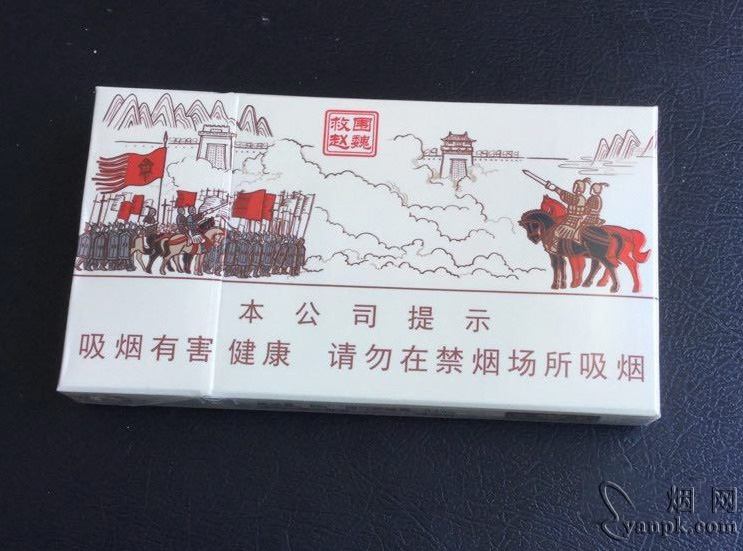 围魏
救赵
本公司提示
吸烟有害健康 请勿在禁烟场所吸烟
烟网
yanpk.com